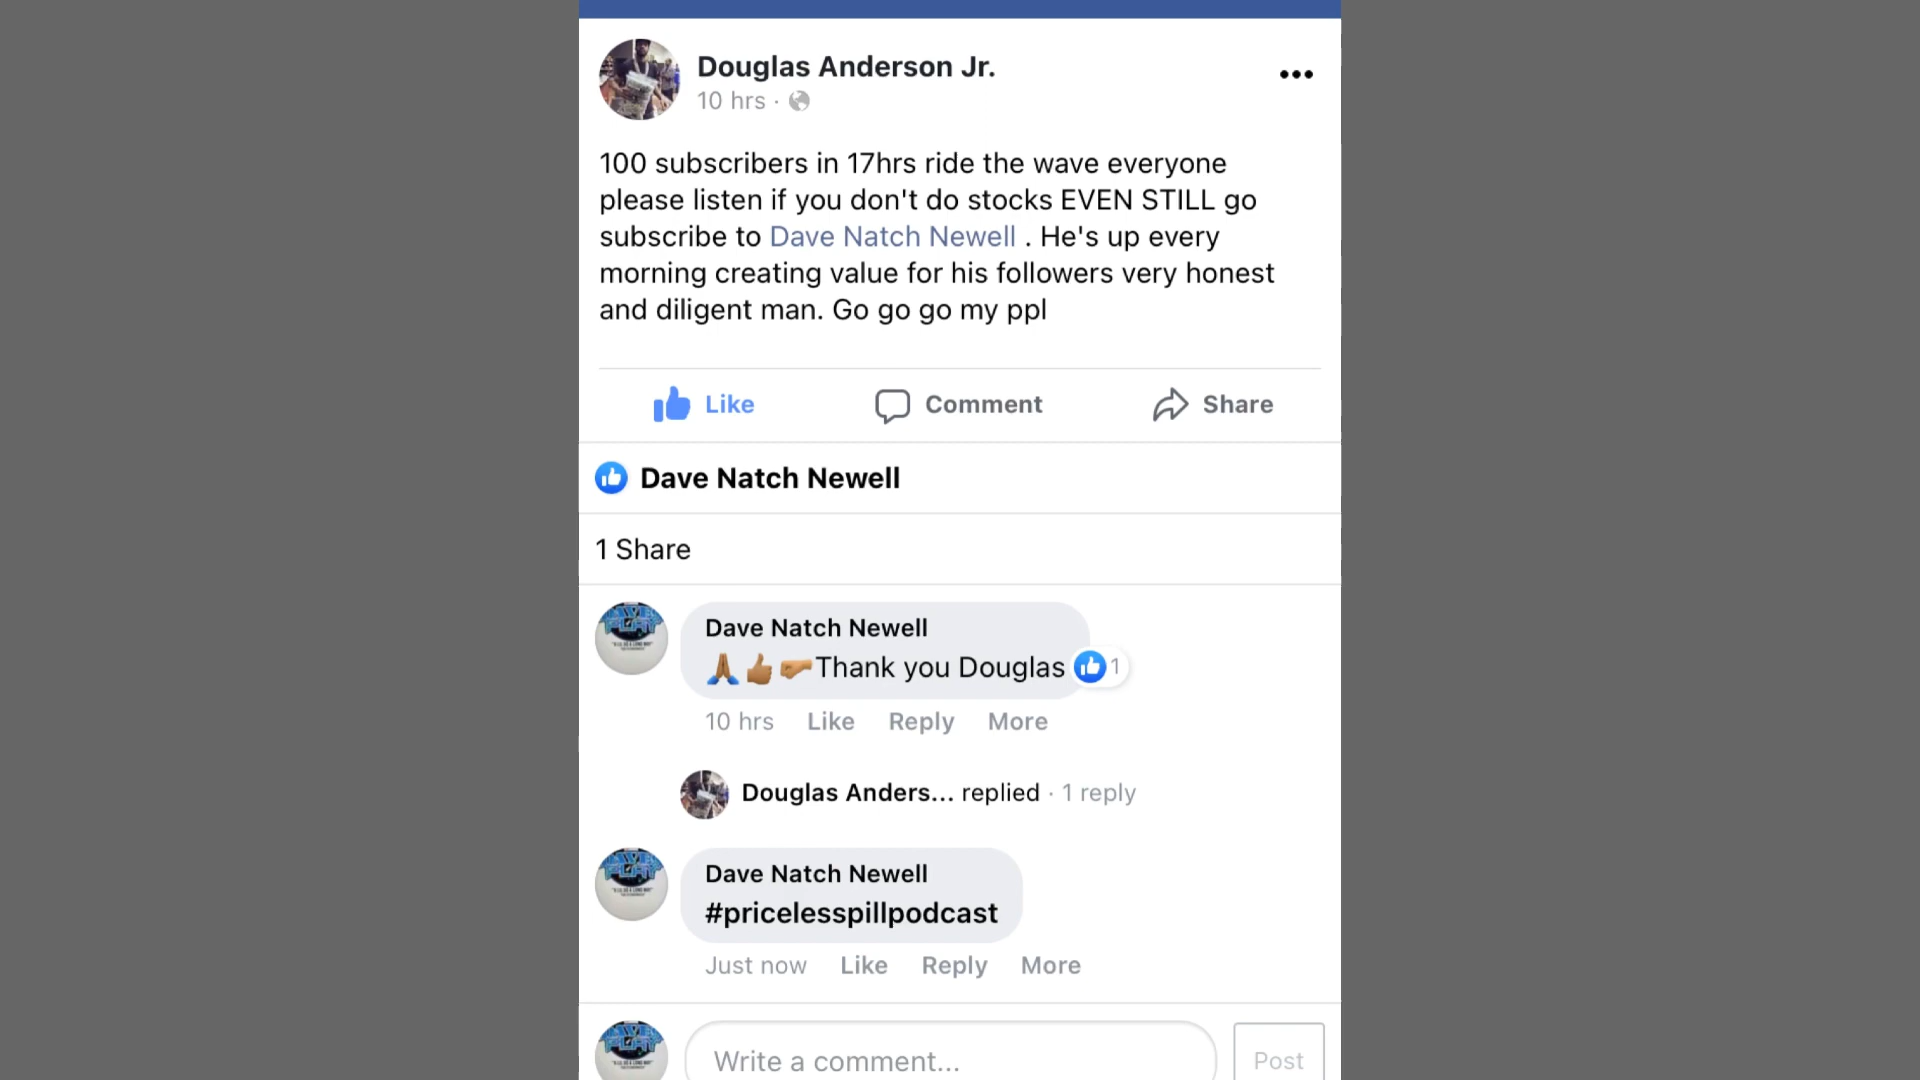 Douglas Anderson Jr.
10 hrs ·
100 subscribers in 17hrs ride the wave everyone
please listen if you don't do stocks EVEN STILL go
subscribe to Dave Natch Newell . He's up every
morning creating value for his followers very honest
and diligent man. Go go go my ppl
Like Comment Share
Dave Natch Newell
1 Share
Dave Natch Newell
🙏🏽👍🏽🤛🏽Thank you Douglas 1
10 hrs Like Reply More
Douglas Anders... replied · 1 reply
Dave Natch Newell
#pricelesspillpodcast
Just now Like Reply More
Write a comment... Post